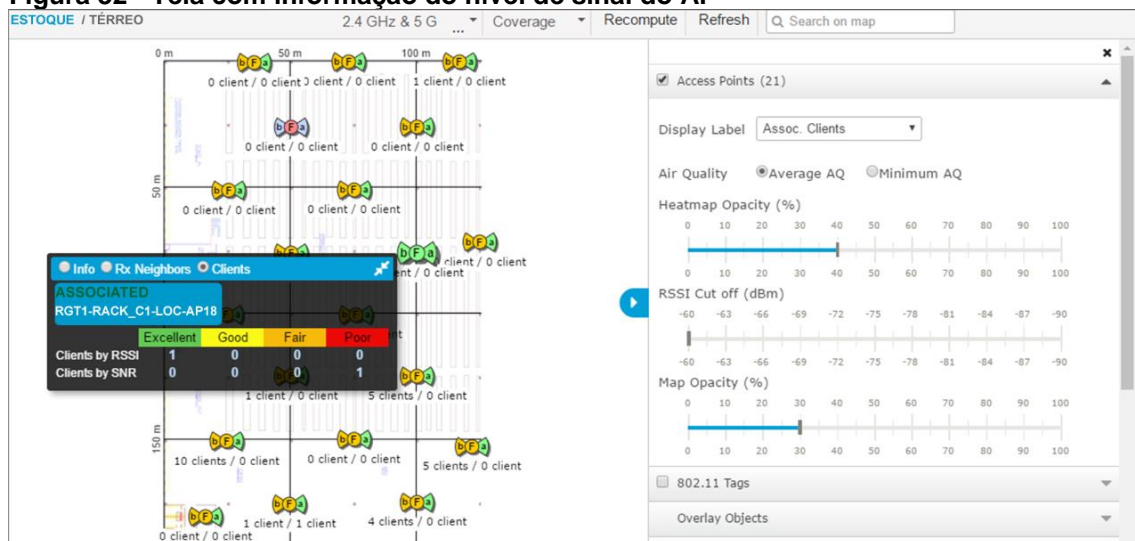 Figura 32 - Tela com informação do nível de sinal do AP
ESTOQUE / TÉRREO
2.4 GHz & 5 G ...
Coverage
Recompute
Refresh
Search on map
0 m
50 m
100 m
0 client / 0 client
0 client / 0 client
1 client / 0 client
0 client / 0 client
0 client / 0 client
50 m
0 client / 0 client
0 client / 0 client
client / 0 client
nt / 0 client
Info
Rx Neighbors
Clients
ASSOCIATED
RGT1-RACK_C1-LOC-AP18
Excellent Good Fair Poor
Clients by RSSI 1 0 0 0
Clients by SNR 0 0 0 1
1 client / 0 client
5 clients / 0 client
150 m
10 clients / 0 client
0 client / 0 client
5 clients / 0 client
1 client / 1 client
4 clients / 0 client
0 client / 0 client
Access Points (21)
Display Label Assoc. Clients
Air Quality Average AQ Minimum AQ
Heatmap Opacity (%)
0 10 20 30 40 50 60 70 80 90 100
0 10 20 30 40 50 60 70 80 90 100
RSSI Cut off (dBm)
-60 -63 -66 -69 -72 -75 -78 -81 -84 -87 -90
-60 -63 -66 -69 -72 -75 -78 -81 -84 -87 -90
Map Opacity (%)
0 10 20 30 40 50 60 70 80 90 100
0 10 20 30 40 50 60 70 80 90 100
802.11 Tags
Overlay Objects